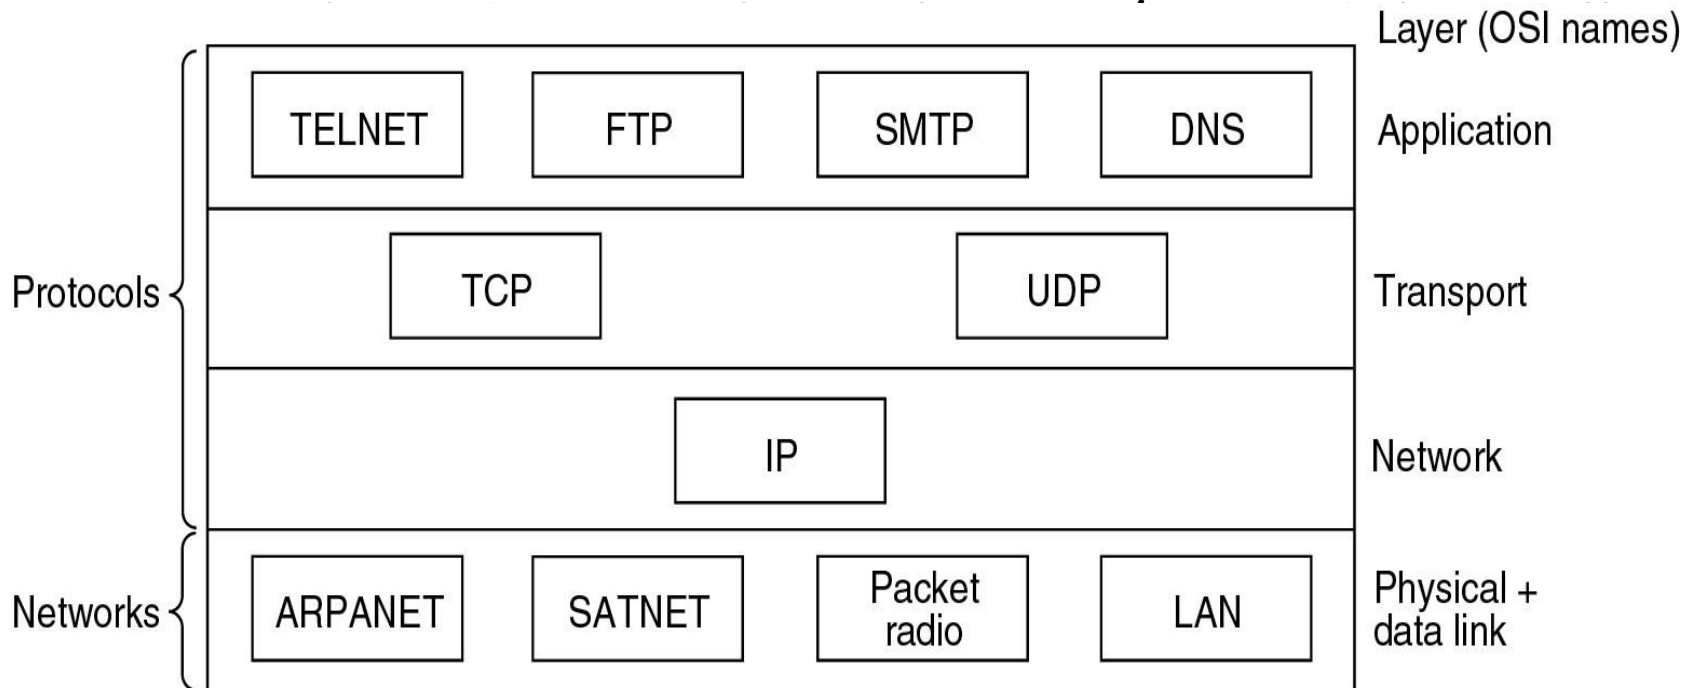 Layer (OSI names)
TELNET FTP SMTP DNS Application
Protocols TCP UDP Transport
IP Network
Networks ARPANET SATNET Packet radio LAN Physical + data link